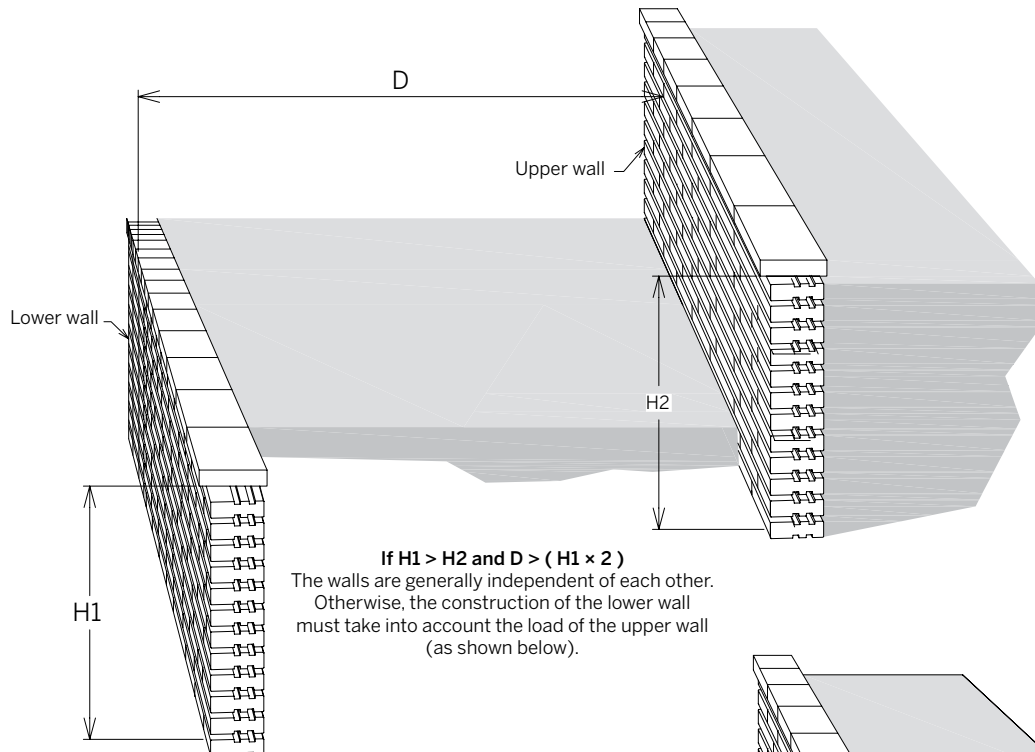 D
Upper wall
Lower wall
H2
H1
If H1 > H2 and D > ( H1 × 2 )
The walls are generally independent of each other.
Otherwise, the construction of the lower wall
must take into account the load of the upper wall
(as shown below).